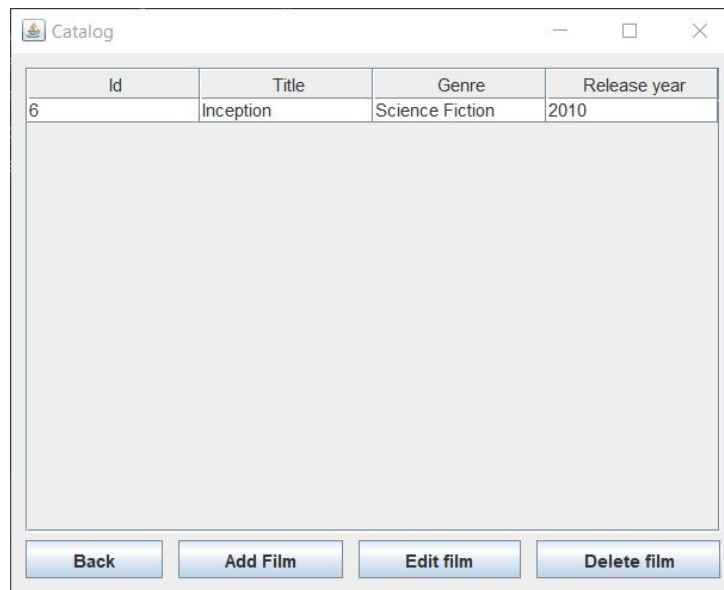 Catalog
Id Title Genre Release year
6 Inception Science Fiction 2010
Back Add Film Edit film Delete film